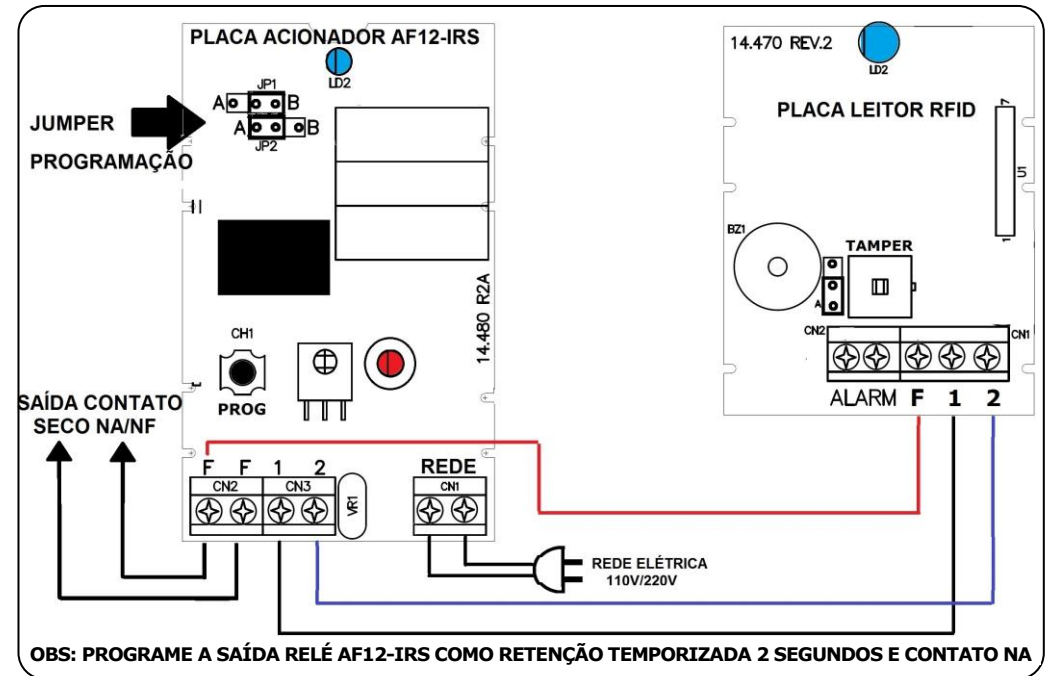 PLACA ACIONADOR AF12-IRS
LD2
JP1
A B
A B
JP2
JUMPER
PROGRAMAÇÃO
14.480 R2A
CH1
PROG
SAÍDA CONTATO
SECO NA/NF
F F 1 2
CN2 CN3
VR1
REDE
CN1
REDE ELÉTRICA
110V/220V
14.470 REV.2
LD2
PLACA LEITOR RFID
7
U1
1
BZ1
TAMPER
A
CN2
CN1
ALARM F 1 2
OBS: PROGRAME A SAÍDA RELÉ AF12-IRS COMO RETENÇÃO TEMPORIZADA 2 SEGUNDOS E CONTATO NA